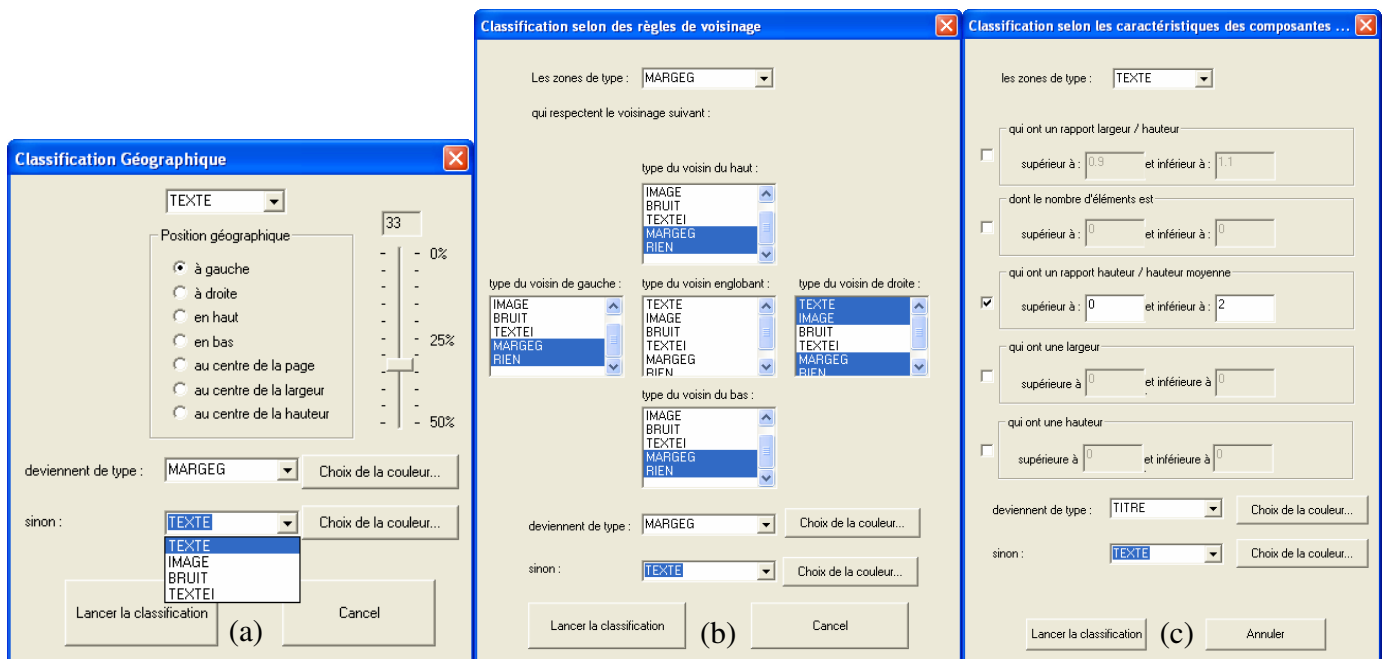 Classification Géographique
TEXTE
33
Position géographique
à gauche
à droite
en haut
en bas
au centre de la page
au centre de la largeur
au centre de la hauteur
0%
25%
50%
deviennent de type :
MARGEG
Choix de la couleur...
sinon :
TEXTE
Choix de la couleur...
TEXTE
IMAGE
BRUIT
TEXTEI
Lancer la classification
Cancel
(a)
Classification selon des règles de voisinage
Les zones de type :
MARGEG
qui respectent le voisinage suivant :
type du voisin du haut :
IMAGE
BRUIT
TEXTEI
MARGEG
RIEN
type du voisin de gauche :
IMAGE
BRUIT
TEXTEI
MARGEG
RIEN
type du voisin englobant :
TEXTE
IMAGE
BRUIT
TEXTEI
MARGEG
RIEN
type du voisin de droite :
TEXTE
IMAGE
BRUIT
TEXTEI
MARGEG
RIEN
type du voisin du bas :
IMAGE
BRUIT
TEXTEI
MARGEG
RIEN
deviennent de type :
MARGEG
Choix de la couleur...
sinon :
TEXTE
Choix de la couleur...
Lancer la classification
(b)
Cancel
Classification selon les caractéristiques des composantes ...
les zones de type :
TEXTE
qui ont un rapport largeur / hauteur
supérieur à : 0.9 et inférieur à : 1.1
dont le nombre d'éléments est
supérieur à : 0 et inférieur à : 0
qui ont un rapport hauteur / hauteur moyenne
supérieur à : 0 et inférieur à : 2
qui ont une largeur
supérieure à 0 et inférieure à 0
qui ont une hauteur
supérieure à 0 et inférieure à 0
deviennent de type :
TITRE
Choix de la couleur...
sinon :
TEXTE
Choix de la couleur...
Lancer la classification
(c)
Annuler